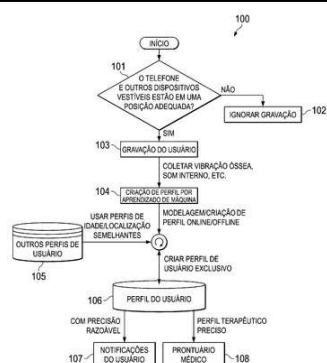 100
INÍCIO
101
O TELEFONE
E OUTROS DISPOSITIVOS
VESTÍVEIS ESTÃO EM UMA
POSIÇÃO ADEQUADA?
NÃO
IGNORAR GRAVAÇÃO
102
SIM
103
GRAVAÇÃO DO USUÁRIO
COLETAR VIBRAÇÃO ÓSSEA,
SOM INTERNO, ETC.
104
CRIAÇÃO DE PERFIL POR
APRENDIZADO DE MÁQUINA
USAR PERFIS DE
IDADE/LOCALIZAÇÃO
SEMELHANTES
MODELAGEM/CRIAÇÃO DE
PERFIL ONLINE/OFFLINE
OUTROS PERFIS DE
USUÁRIO
105
CRIAR PERFIL DE
USUÁRIO EXCLUSIVO
106
PERFIL DO USUÁRIO
COM PRECISÃO
RAZOÁVEL
PERFIL TERAPÊUTICO
PRECISO
107
NOTIFICAÇÕES
DO USUÁRIO
PRONTUÁRIO
MÉDICO
108